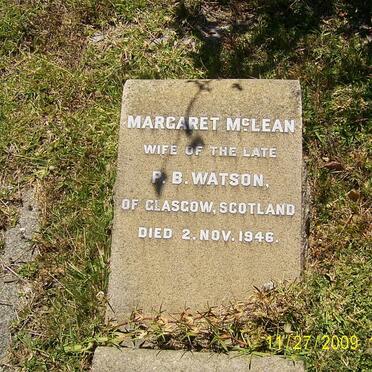 MARGARET McLEAN
WIFE OF THE LATE
P. B. WATSON,
OF GLASGOW, SCOTLAND
DIED 2. NOV. 1946.
11/27/2009